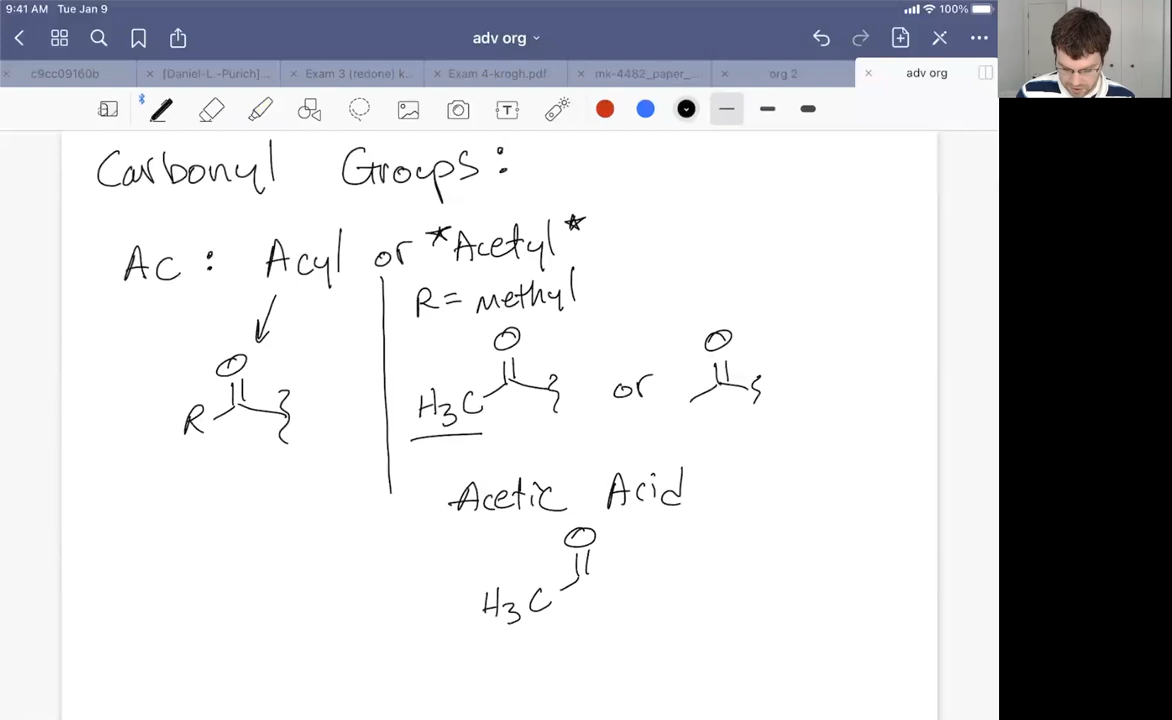 9:41 AM Tue Jan 9
100%
adv org
c9cc09160b
[Daniel-L.-Purich]...
Exam 3 (redone) k...
Exam 4-krogh.pdf
mk-4482_paper_...
org 2
adv org
Carbonyl Groups:
Ac: Acyl or *Acetyl*
R= methyl
O
O
O
R
H3C
or
Acetic Acid
O
H3C